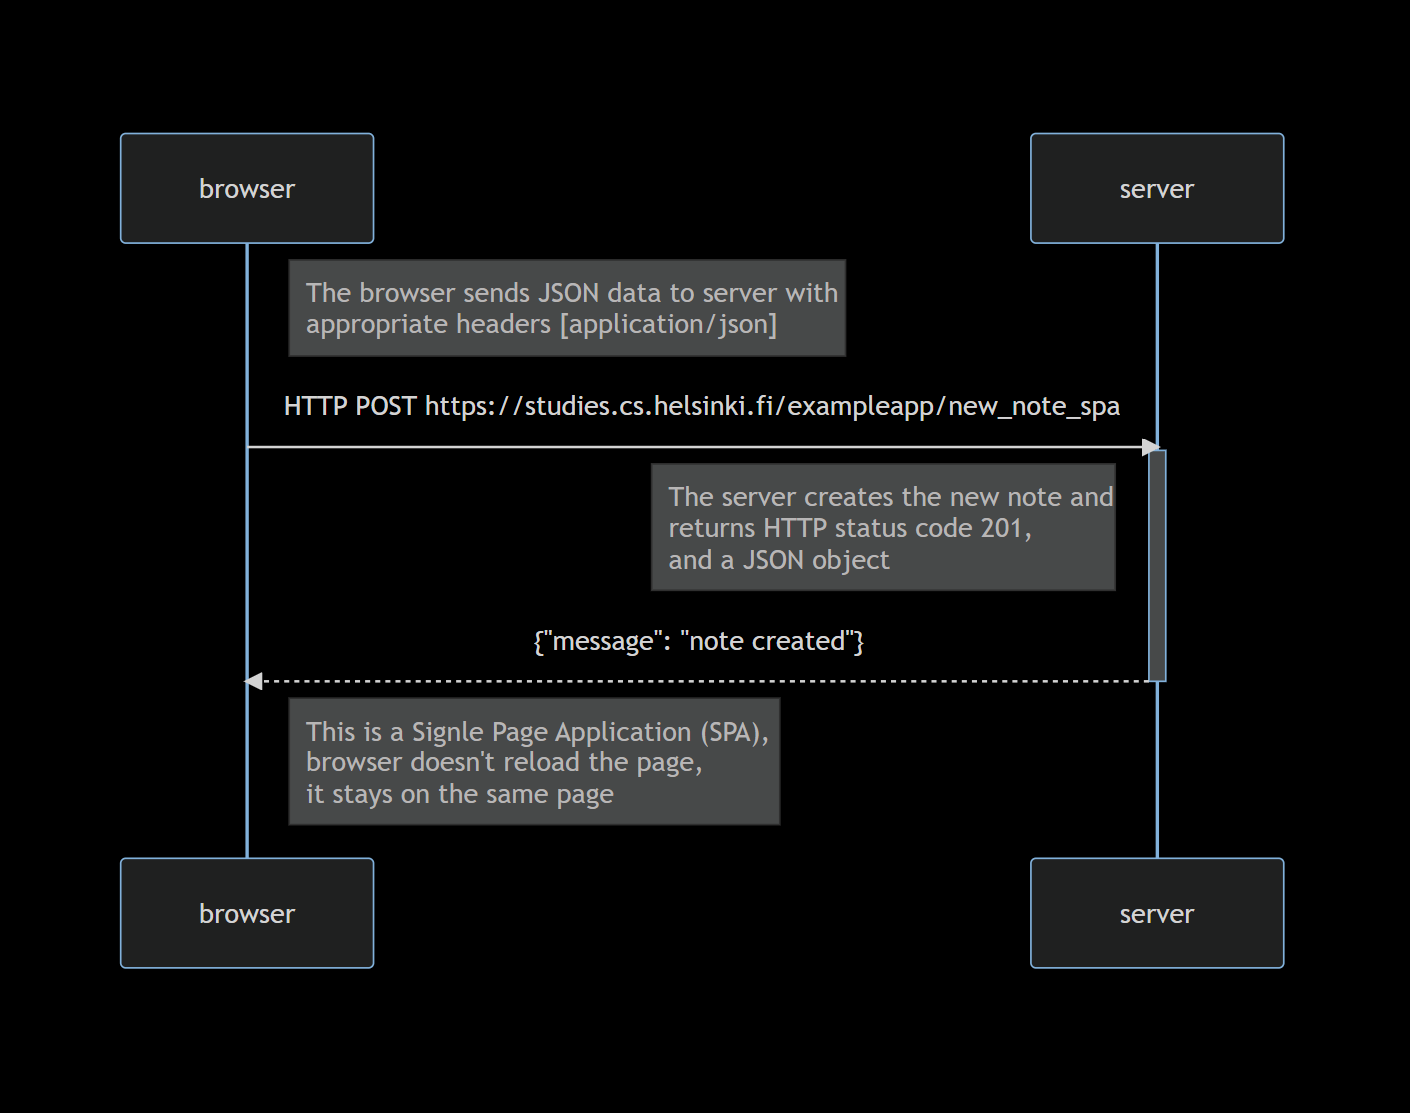 browser
server
The browser sends JSON data to server with
appropriate headers [application/json]
HTTP POST https://studies.cs.helsinki.fi/exampleapp/new_note_spa
The server creates the new note and
returns HTTP status code 201,
and a JSON object
{"message": "note created"}
This is a Signle Page Application (SPA),
browser doesn't reload the page,
it stays on the same page
browser
server